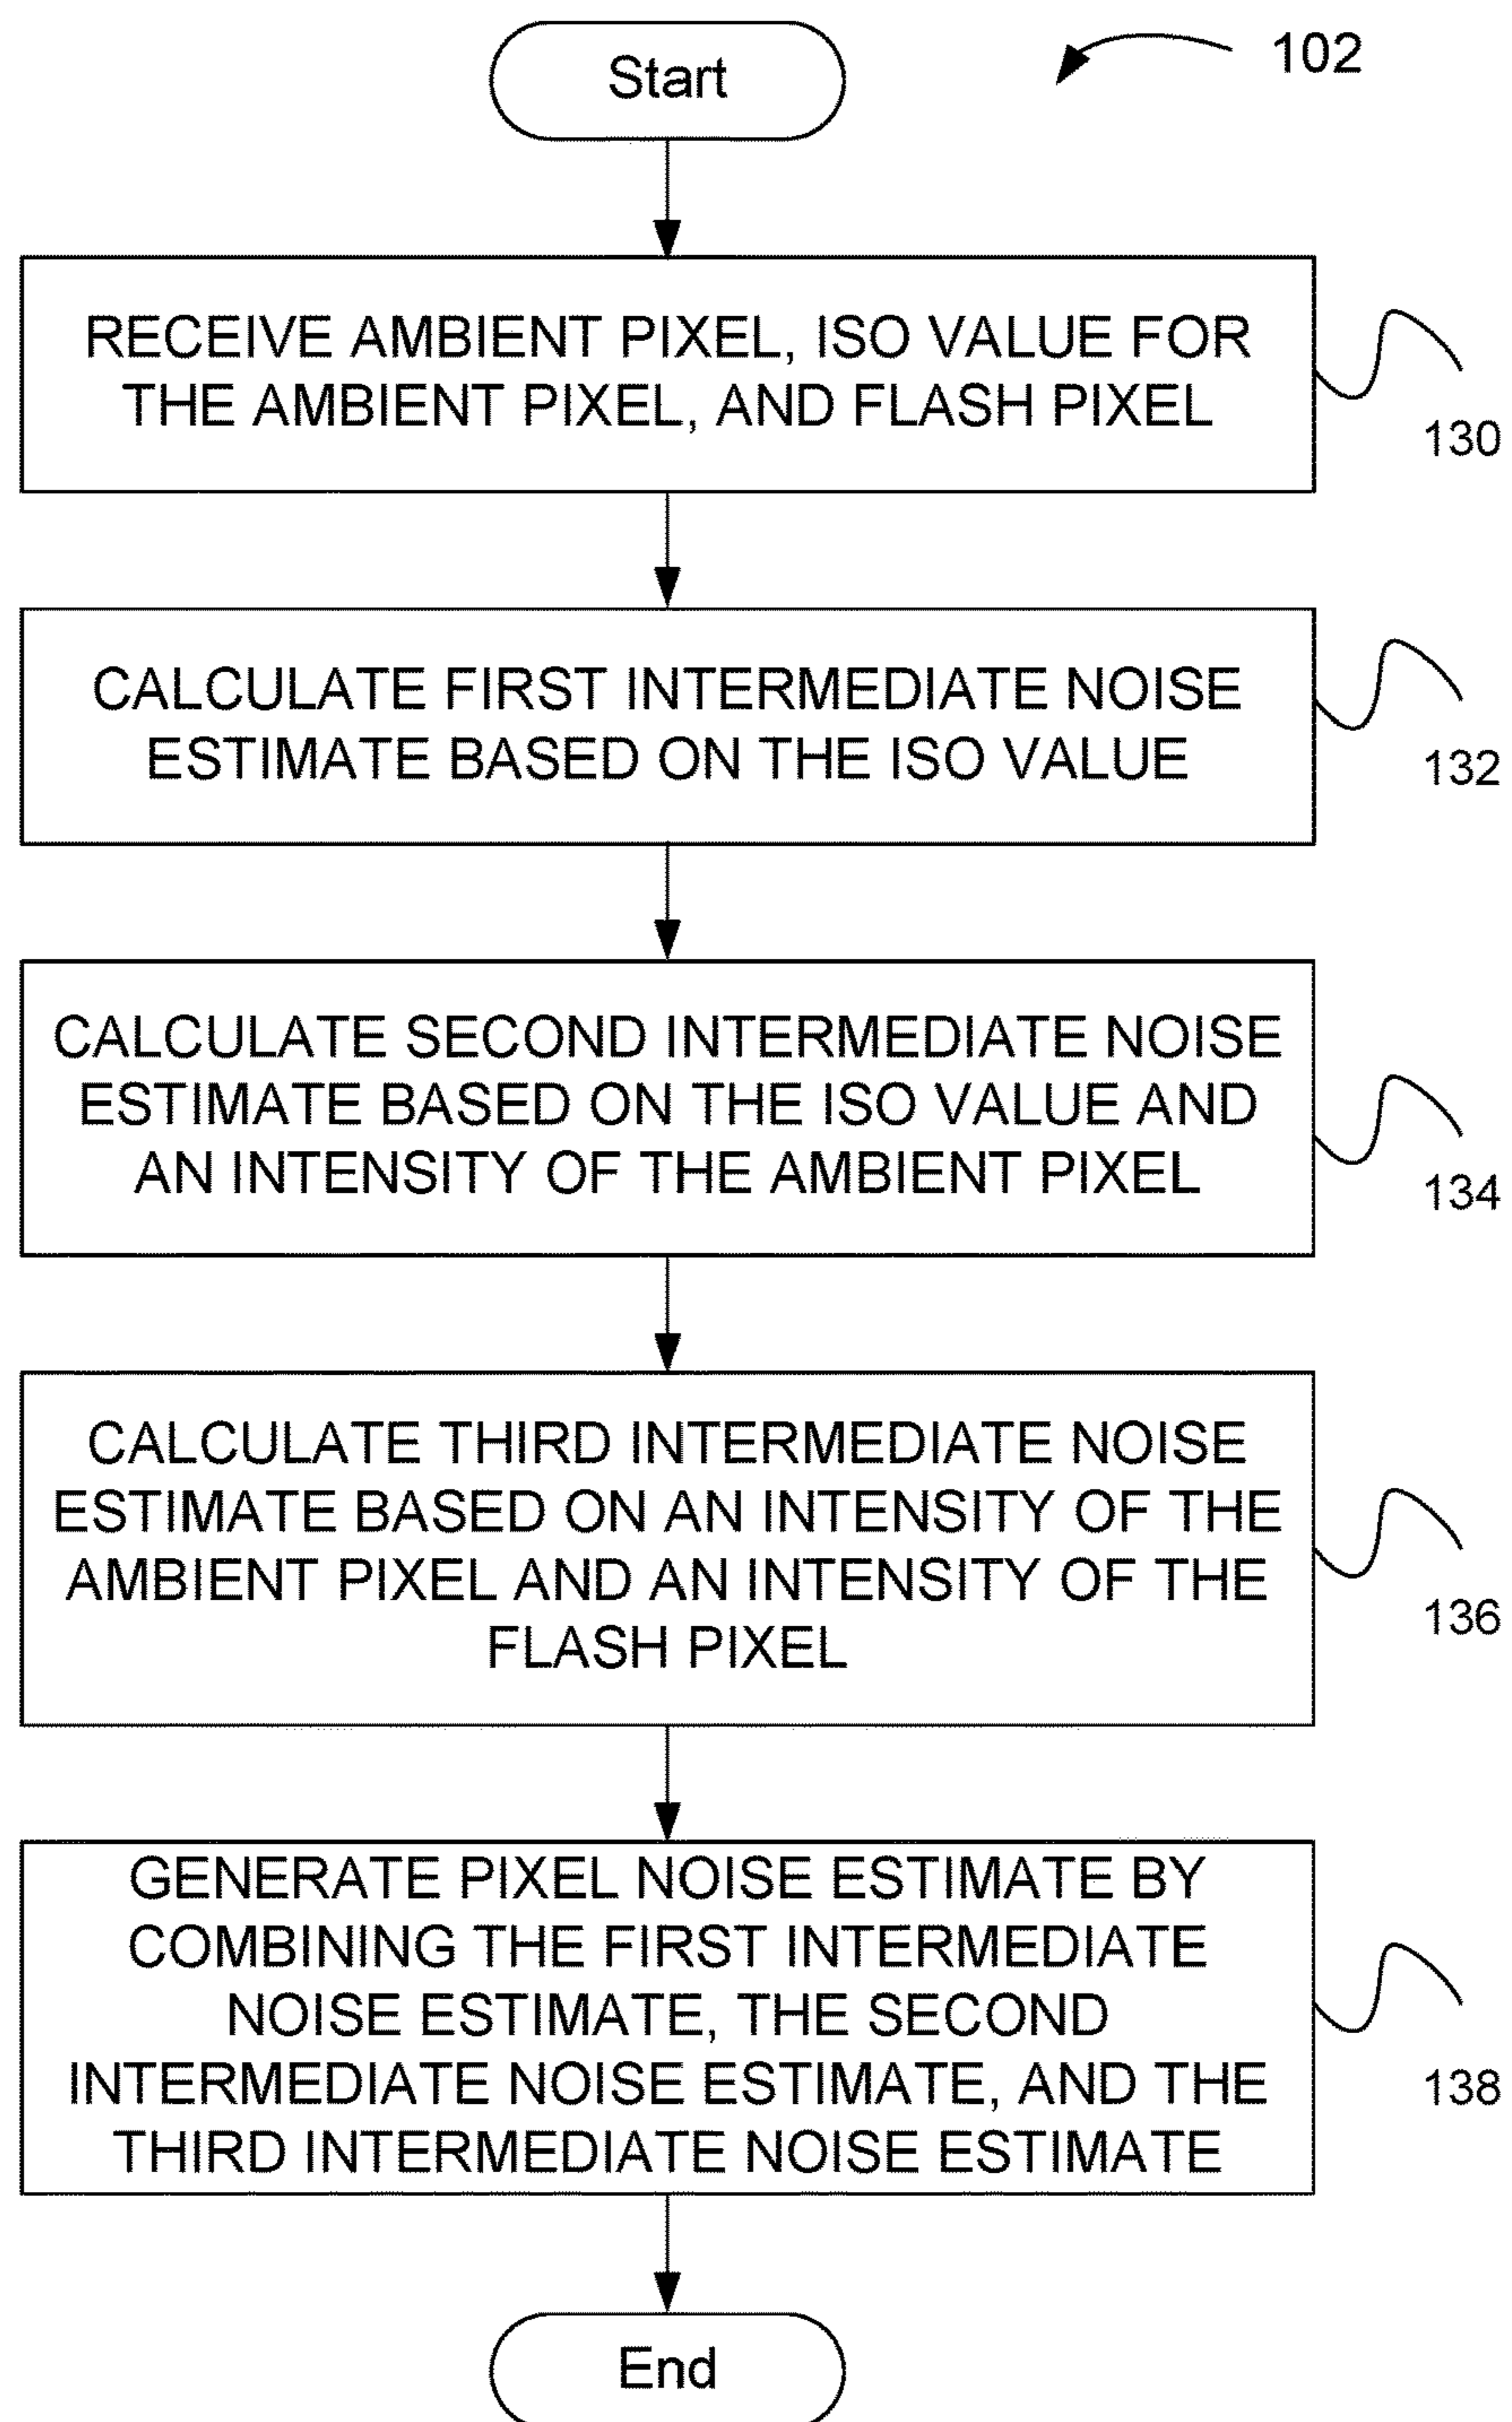 Start
102
RECEIVE AMBIENT PIXEL, ISO VALUE FOR
THE AMBIENT PIXEL, AND FLASH PIXEL
130
CALCULATE FIRST INTERMEDIATE NOISE
ESTIMATE BASED ON THE ISO VALUE
132
CALCULATE SECOND INTERMEDIATE NOISE
ESTIMATE BASED ON THE ISO VALUE AND
AN INTENSITY OF THE AMBIENT PIXEL
134
CALCULATE THIRD INTERMEDIATE NOISE
ESTIMATE BASED ON AN INTENSITY OF THE
AMBIENT PIXEL AND AN INTENSITY OF THE
FLASH PIXEL
136
GENERATE PIXEL NOISE ESTIMATE BY
COMBINING THE FIRST INTERMEDIATE
NOISE ESTIMATE, THE SECOND
INTERMEDIATE NOISE ESTIMATE, AND THE
THIRD INTERMEDIATE NOISE ESTIMATE
138
End